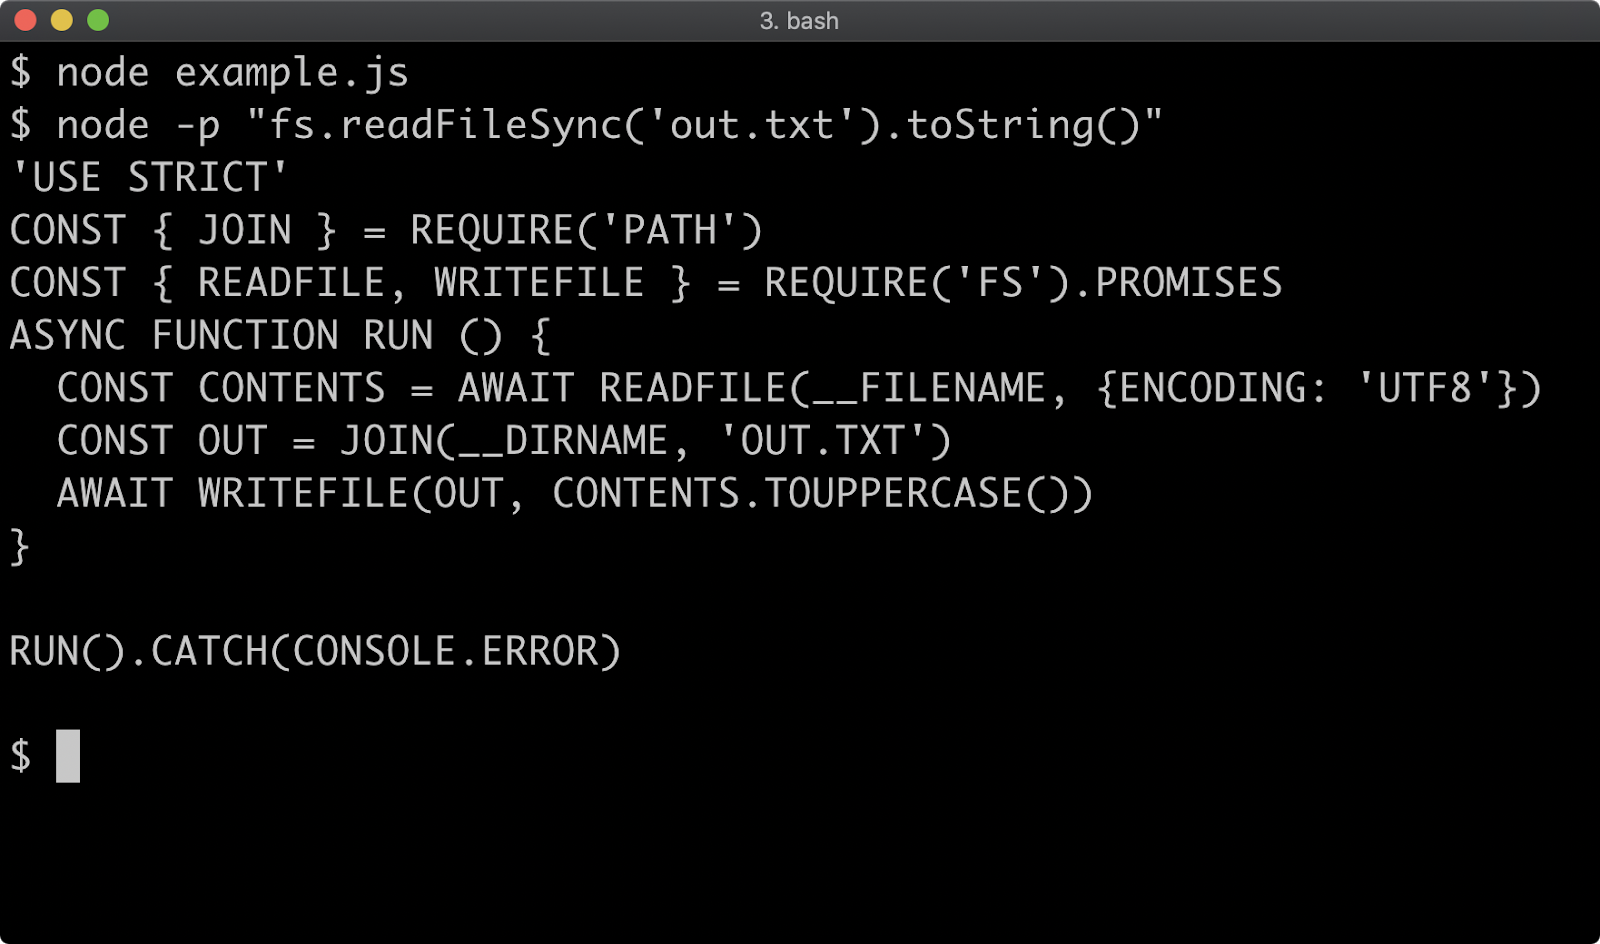 3. bash
$ node example.js
$ node -p "fs.readFileSync('out.txt').toString()"
'USE STRICT'
CONST { JOIN } = REQUIRE('PATH')
CONST { READFILE, WRITEFILE } = REQUIRE('FS').PROMISES
ASYNC FUNCTION RUN () {
  CONST CONTENTS = AWAIT READFILE(__FILENAME, {ENCODING: 'UTF8'})
  CONST OUT = JOIN(__DIRNAME, 'OUT.TXT')
  AWAIT WRITEFILE(OUT, CONTENTS.TOUPPERCASE())
}

RUN().CATCH(CONSOLE.ERROR)

$